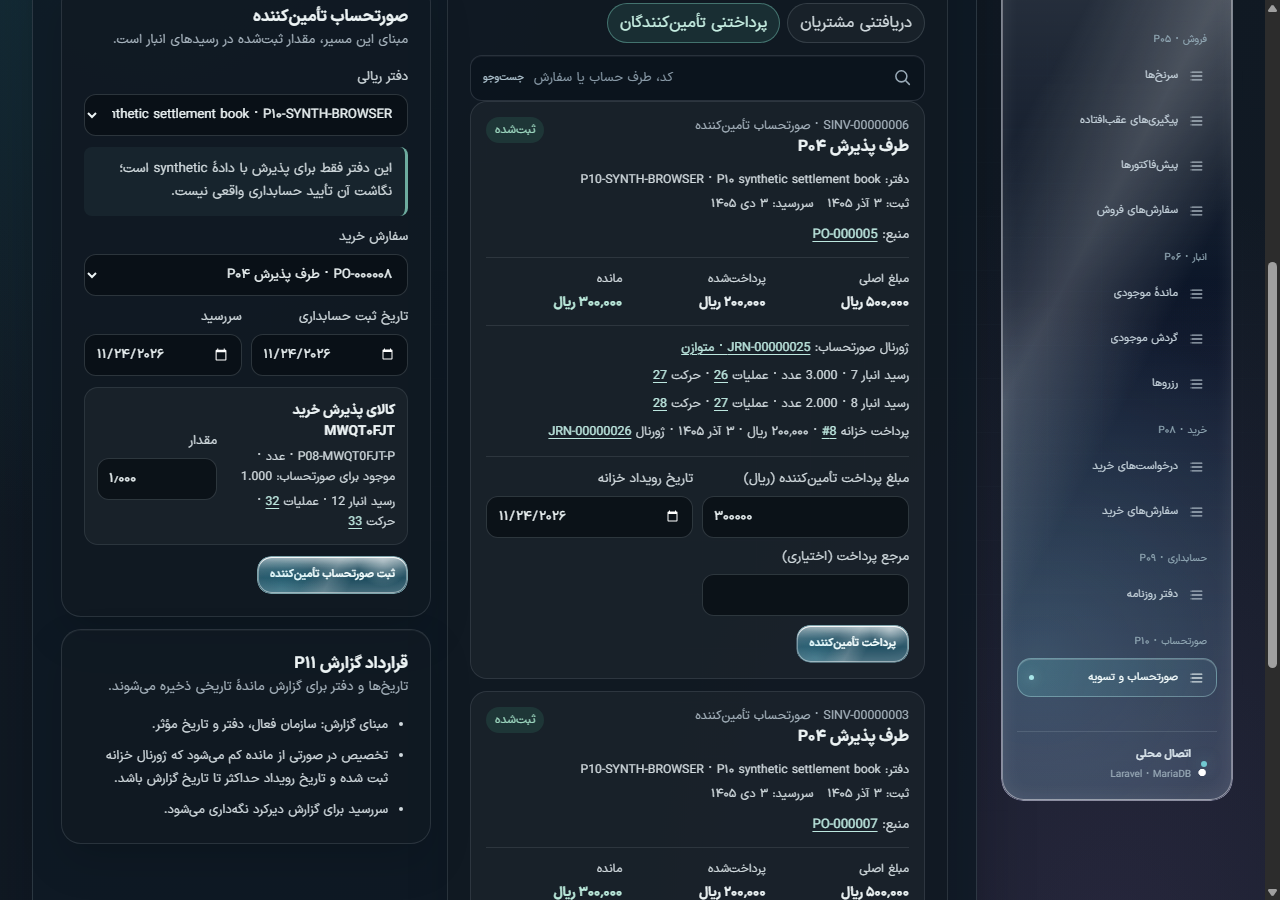 فروش · P۰۵
سرنخ‌ها
پیگیری‌های عقب‌افتاده
پیش‌فاکتورها
سفارش‌های فروش
انبار · P۰۶
ماندهٔ موجودی
گردش موجودی
رزروها
خرید · P۰۸
درخواست‌های خرید
سفارش‌های خرید
حسابداری · P۰۹
دفتر روزنامه
صورتحساب · P۱۰
صورتحساب و تسویه
اتصال محلی
Laravel · MariaDB
دریافتنی مشتریان
پرداختنی تأمین‌کنندگان
کد، طرف حساب یا سفارش
جست‌وجو
SINV-00000006 · صورتحساب تأمین‌کننده
ثبت‌شده
طرف پذیرش P۰۴
دفتر: P10-SYNTH-BROWSER · P۱۰ synthetic settlement book
ثبت: ۳ آذر ۱۴۰۵ سررسید: ۳ دی ۱۴۰۵
منبع: PO-000005
مبلغ اصلی پرداخت‌شده مانده
۵۰۰٬۰۰۰ ریال ۲۰۰٬۰۰۰ ریال ۳۰۰٬۰۰۰ ریال
ژورنال صورتحساب: JRN-00000025 · متوازن
رسید انبار 7 · 3.000 عدد · عملیات 26 · حرکت 27
رسید انبار 8 · 2.000 عدد · عملیات 27 · حرکت 28
پرداخت خزانه #8 · ۲۰۰٬۰۰۰ ریال · ۳ آذر ۱۴۰۵ · ژورنال JRN-00000026
مبلغ پرداخت تأمین‌کننده (ریال) تاریخ رویداد خزانه
۳۰۰۰۰۰ ۱۱/۲۴/۲۰۲۶
مرجع پرداخت (اختیاری)
پرداخت تأمین‌کننده
SINV-00000003 · صورتحساب تأمین‌کننده
ثبت‌شده
طرف پذیرش P۰۴
دفتر: P10-SYNTH-BROWSER · P۱۰ synthetic settlement book
ثبت: ۳ آذر ۱۴۰۵ سررسید: ۳ دی ۱۴۰۵
منبع: PO-000007
مبلغ اصلی پرداخت‌شده مانده
۵۰۰٬۰۰۰ ریال ۲۰۰٬۰۰۰ ریال ۳۰۰٬۰۰۰ ریال
صورتحساب تأمین‌کننده
مبنای این مسیر، مقدار ثبت‌شده در رسیدهای انبار است.
دفتر ریالی
nthetic settlement book · P۱۰-SYNTH-BROWSER
این دفتر فقط برای پذیرش با دادهٔ synthetic است؛
نگاشت آن تأیید حسابداری واقعی نیست.
سفارش خرید
PO-۰۰۰۰۰۸ · طرف پذیرش P۰۴
تاریخ ثبت حسابداری سررسید
۱۱/۲۴/۲۰۲۶ ۱۱/۲۴/۲۰۲۶
کالای پذیرش خرید
MWQT۰FJT
P08-MWQT0FJT-P · عدد ·
موجود برای صورتحساب: 1.000
رسید انبار 12 · عملیات 32 ·
حرکت 33
مقدار
۱٫۰۰۰
ثبت صورتحساب تأمین‌کننده
قرارداد گزارش P۱۱
تاریخ‌ها و دفتر برای گزارش ماندهٔ تاریخی ذخیره می‌شوند.
• مبنای گزارش: سازمان فعال، دفتر و تاریخ مؤثر.
• تخصیص در صورتی از مانده کم می‌شود که ژورنال خزانه
ثبت شده و تاریخ رویداد حداکثر تا تاریخ گزارش باشد.
• سررسید برای گزارش دیرکرد نگه‌داری می‌شود.